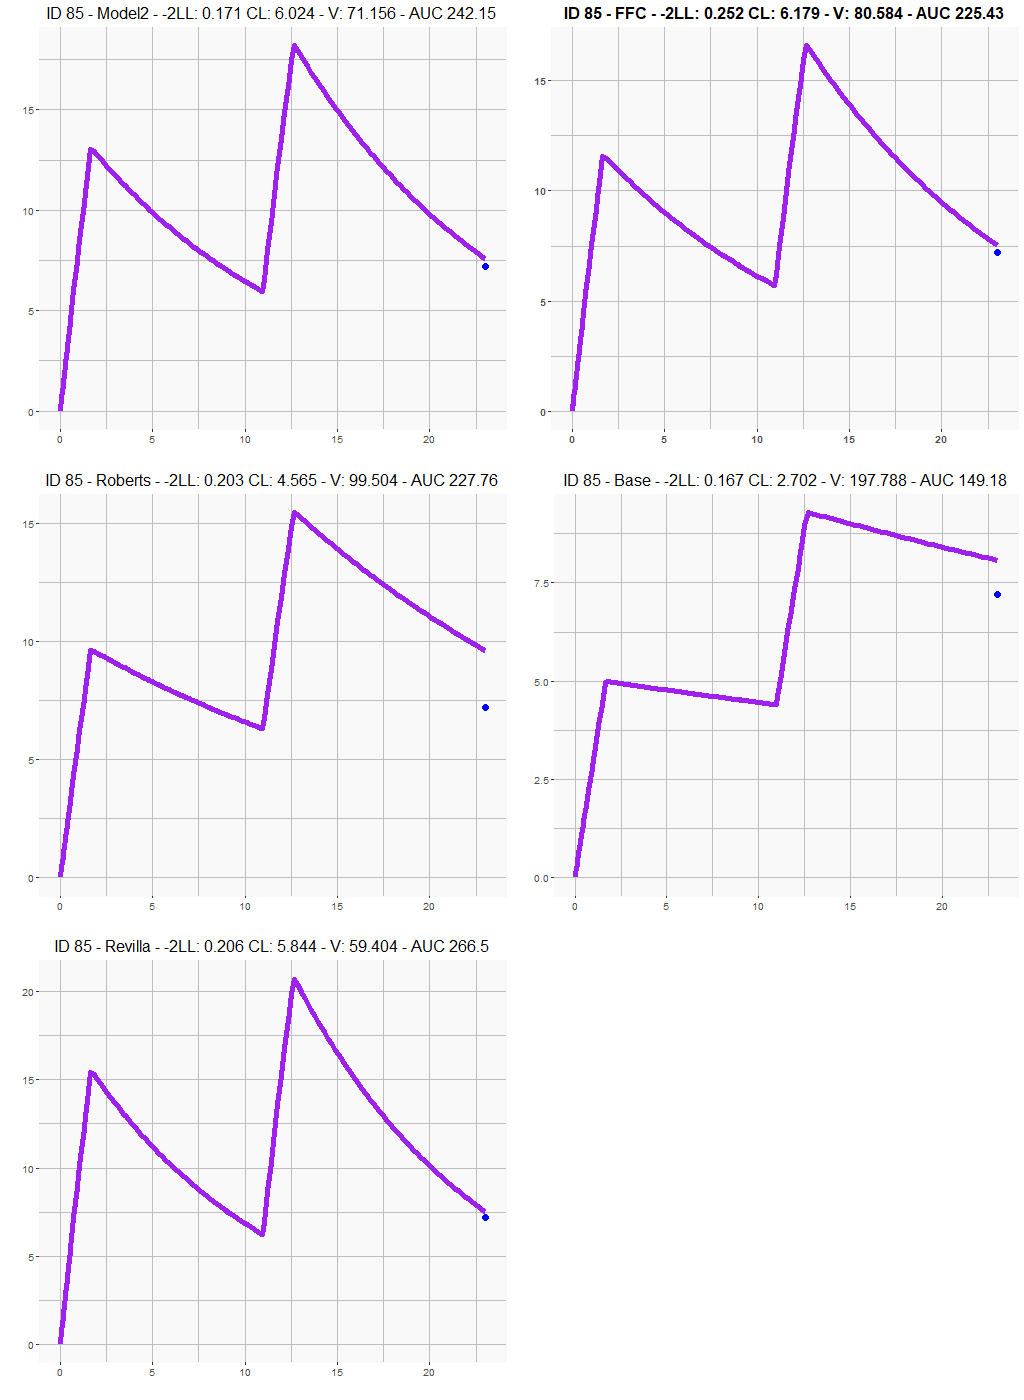 ID 85 - Model2 - -2LL: 0.171 CL: 6.024 - V: 71.156 - AUC 242.15
15
10
5
0
0 5 10 15 20
ID 85 - FFC - -2LL: 0.252 CL: 6.179 - V: 80.584 - AUC 225.43
15
10
5
0
0 5 10 15 20
ID 85 - Roberts - -2LL: 0.203 CL: 4.565 - V: 99.504 - AUC 227.76
15
10
5
0
0 5 10 15 20
ID 85 - Base - -2LL: 0.167 CL: 2.702 - V: 197.788 - AUC 149.18
7.5
5.0
2.5
0.0
0 5 10 15 20
ID 85 - Revilla - -2LL: 0.206 CL: 5.844 - V: 59.404 - AUC 266.5
20
15
10
5
0
0 5 10 15 20